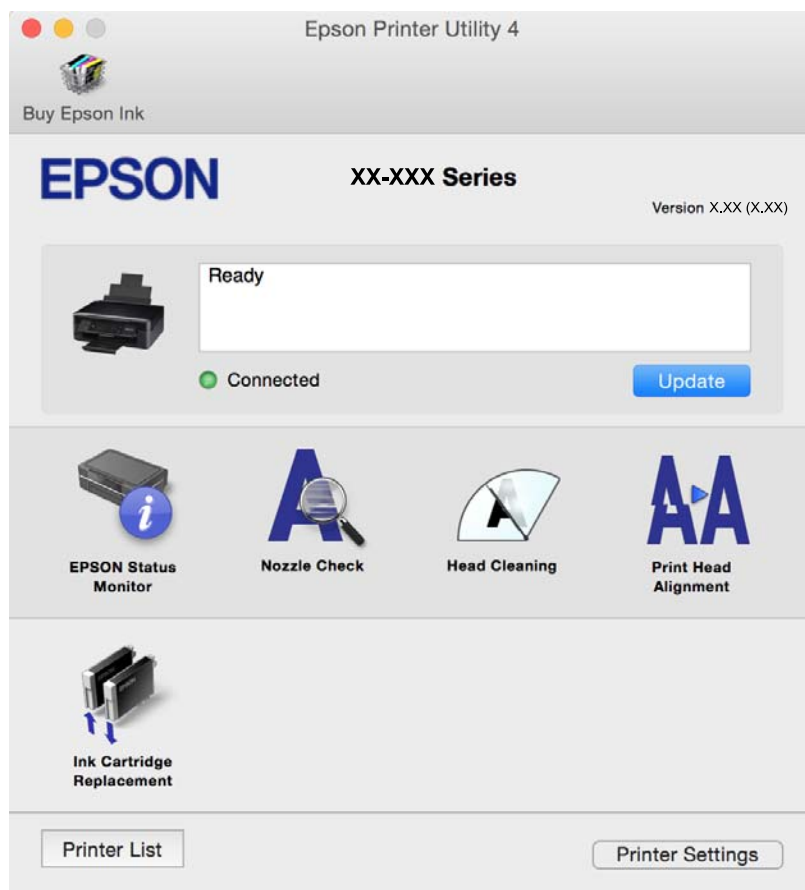 Epson Printer Utility 4
Buy Epson Ink
EPSON
XX-XXX Series
Version X.XX (X.XX)
Ready
Connected
Update
EPSON Status
Monitor
Nozzle Check
Head Cleaning
Print Head
Alignment
Ink Cartridge
Replacement
Printer List
Printer Settings